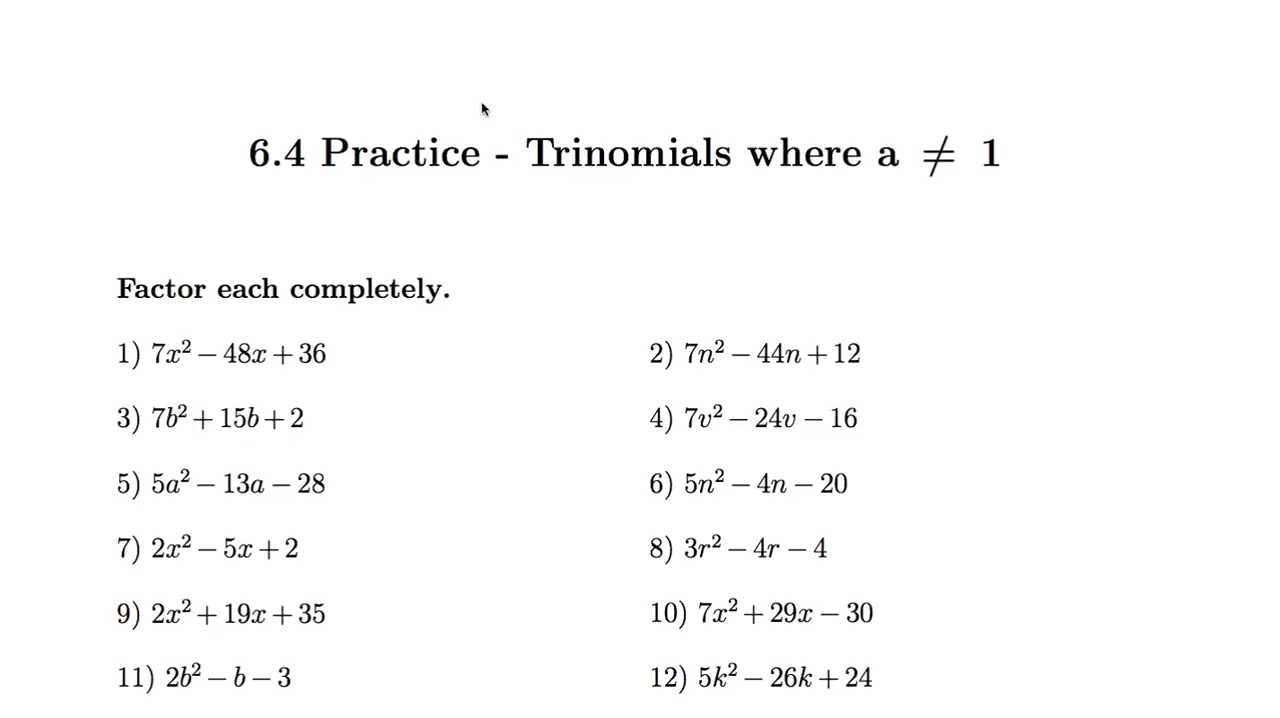 6.4 Practice - Trinomials where a ≠ 1
Factor each completely.
1) 7x² − 48x + 36
2) 7n² − 44n + 12
3) 7b² + 15b + 2
4) 7v² − 24v − 16
5) 5a² − 13a − 28
6) 5n² − 4n − 20
7) 2x² − 5x + 2
8) 3r² − 4r − 4
9) 2x² + 19x + 35
10) 7x² + 29x − 30
11) 2b² − b − 3
12) 5k² − 26k + 24